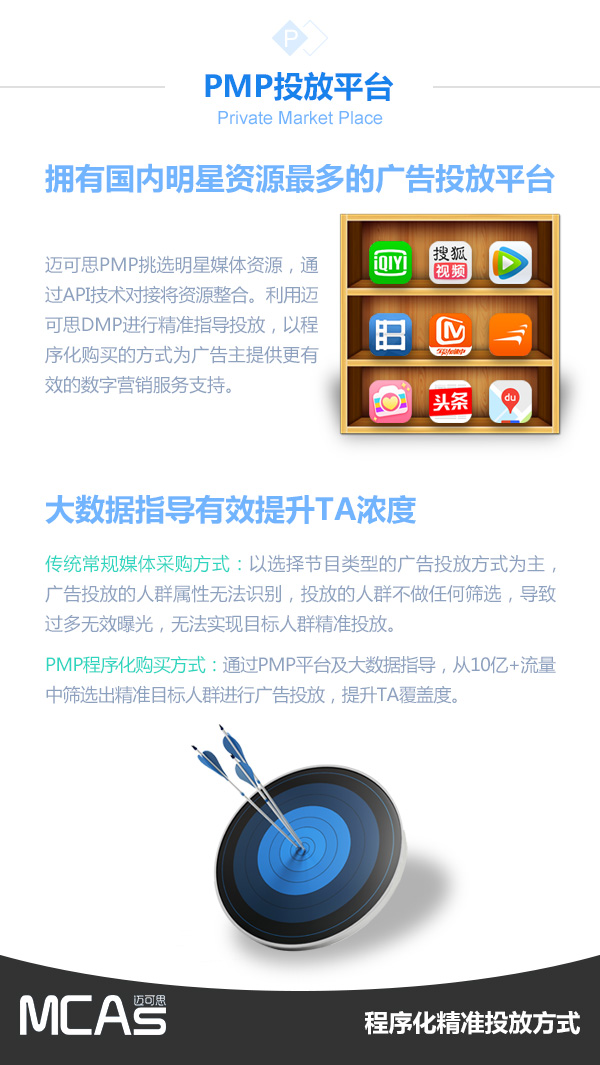 P
PMP投放平台
Private Market Place
拥有国内明星资源最多的广告投放平台
迈可思PMP挑选明星媒体资源，通
过API技术对接将资源整合。利用迈
可思DMP进行精准指导投放，以程
序化购买的方式为广告主提供更有
效的数字营销服务支持。
iQIYI
搜狐
视频
头条
du
大数据指导有效提升TA浓度
传统常规媒体采购方式：以选择节目类型的广告投放方式为主，
广告投放的人群属性无法识别，投放的人群不做任何筛选，导致
过多无效曝光，无法实现目标人群精准投放。
PMP程序化购买方式：通过PMP平台及大数据指导，从10亿+流量
中筛选出精准目标人群进行广告投放，提升TA覆盖度。
MCAS
迈可思
程序化精准投放方式